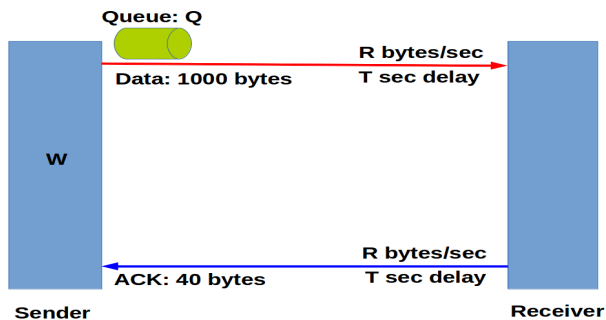 Queue: Q
R bytes/sec
Data: 1000 bytes
T sec delay
W
R bytes/sec
ACK: 40 bytes
T sec delay
Sender
Receiver